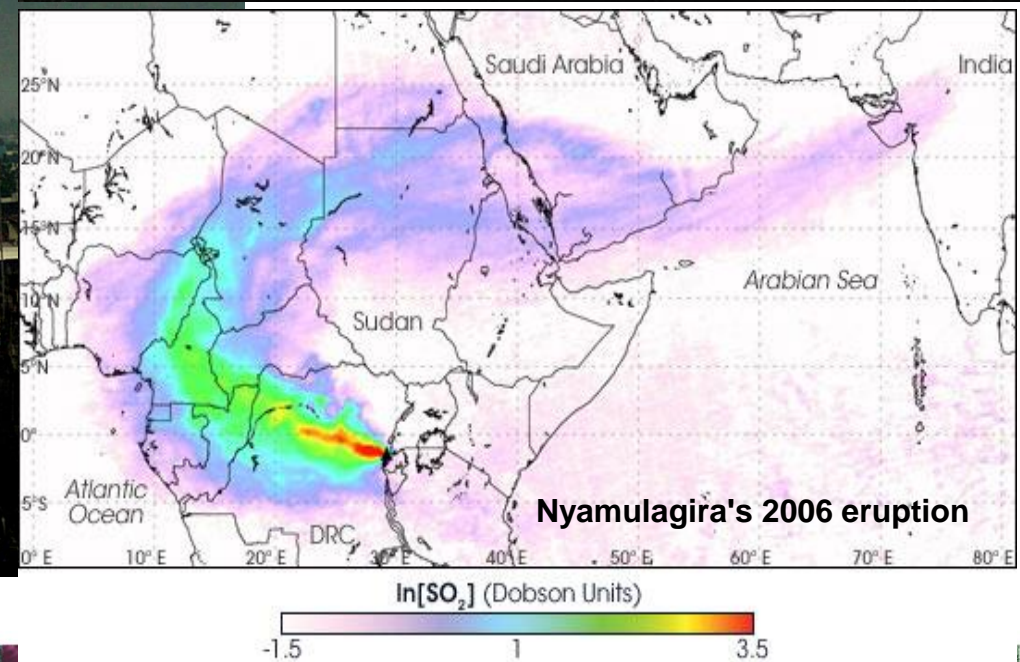 Saudi Arabia
India
25°N
20°N
15°N
10°N
Arabian Sea
Sudan
5°N
0°
Atlantic
Ocean
5°S
DRC
Nyamulagira's 2006 eruption
0° E 10° E 20° E 30° E 40° E 50° E 60° E 70° E 80° E
ln[SO₂] (Dobson Units)
-1.5 1 3.5